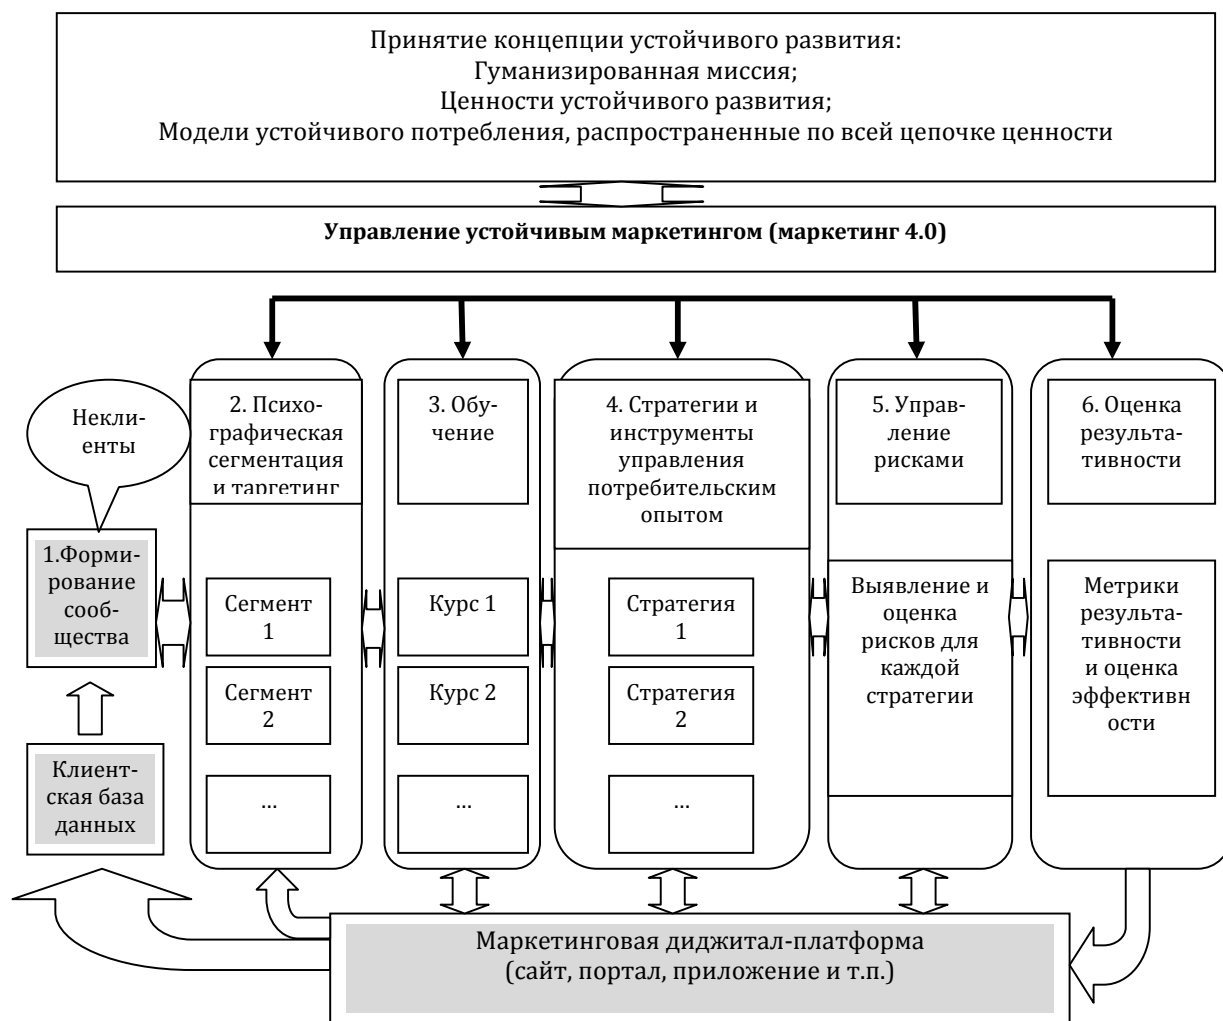 Принятие концепции устойчивого развития:
Гуманизированная миссия;
Ценности устойчивого развития;
Модели устойчивого потребления, распространенные по всей цепочке ценности
Управление устойчивым маркетингом (маркетинг 4.0)
Некли-
енты
1.Форми-
рование
сооб-
щества
Клиент-
ская база
данных
2. Психо-
графическая
сегментация
и таргетинг
Сегмент
1
Сегмент
2
...
3. Обу-
чение
Курс 1
Курс 2
...
4. Стратегии и
инструменты
управления
потребительским
опытом
Стратегия
1
Стратегия
2
...
5. Управ-
ление
рисками
Выявление и
оценка
рисков для
каждой
стратегии
6. Оценка
результа-
тивности
Метрики
результа-
тивности
и оценка
эффективн
ости
Маркетинговая диджитал-платформа
(сайт, портал, приложение и т.п.)